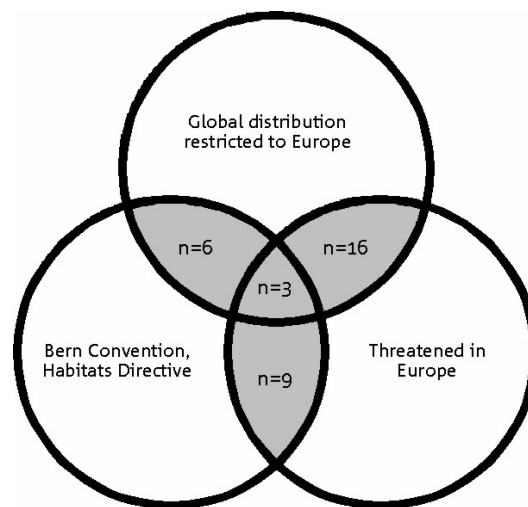 Global distribution
restricted to Europe
n=6
n=16
n=3
Bern Convention,
Habitats Directive
Threatened in
Europe
n=9